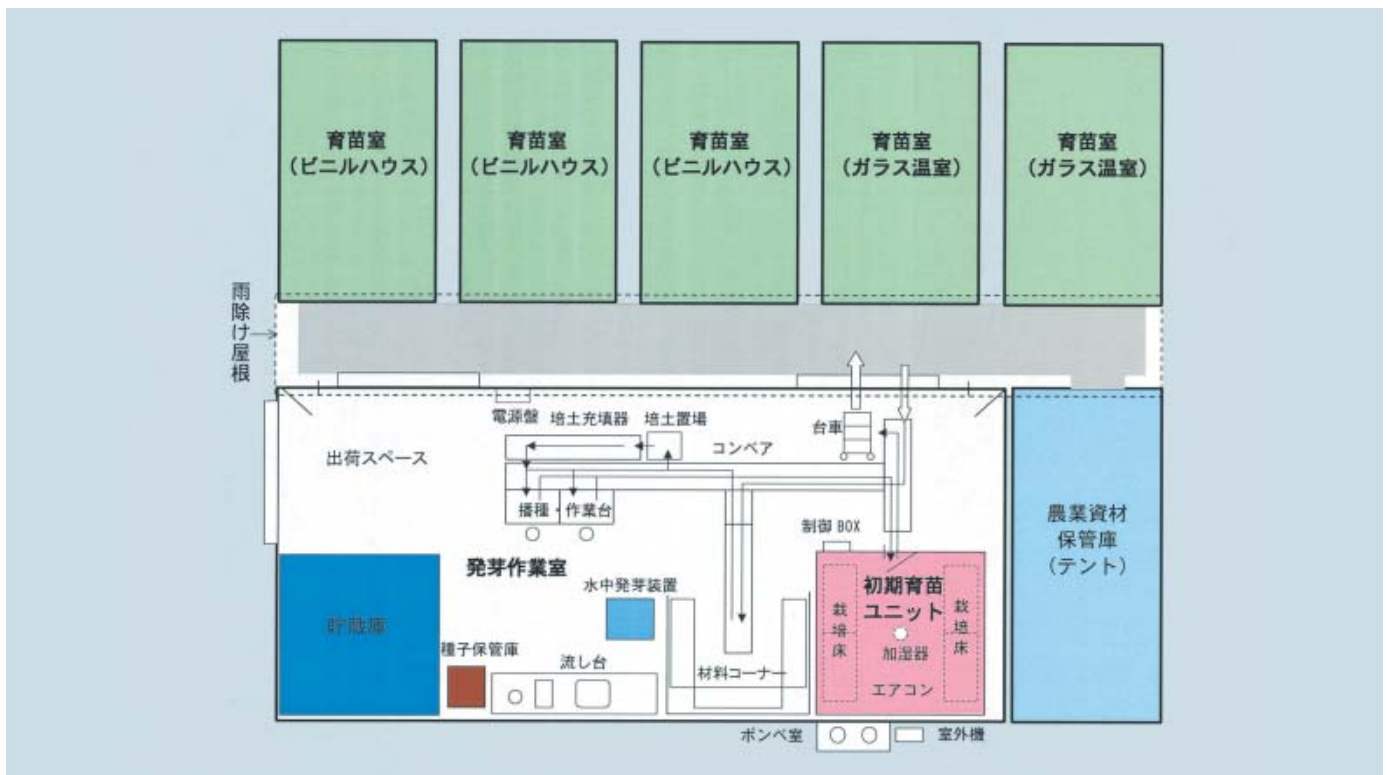 育苗室
（ビニルハウス）
育苗室
（ビニルハウス）
育苗室
（ビニルハウス）
育苗室
（ガラス温室）
育苗室
（ガラス温室）
雨除け屋根
電源盤
培土充填器
培土置場
コンベア
台車
出荷スペース
播種・作業台
制御 BOX
農業資材
保管庫
（テント）
発芽作業室
水中発芽装置
初期育苗
ユニット
栽培床
栽培床
加湿器
エアコン
貯蔵庫
種子保管庫
流し台
材料コーナー
ボンベ室
室外機